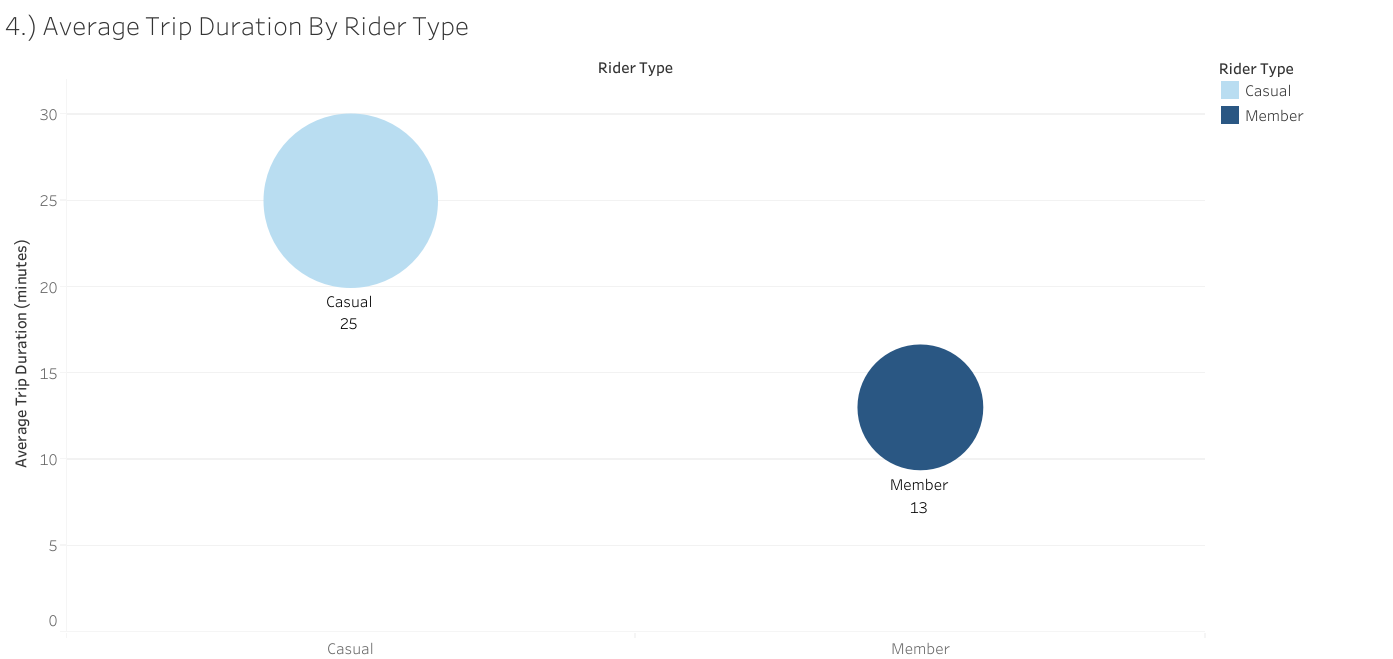 4.) Average Trip Duration By Rider Type
Rider Type
Rider Type
Casual
Member
Average Trip Duration (minutes)
30
25
20
15
10
5
0
Casual
25
Member
13
Casual
Member